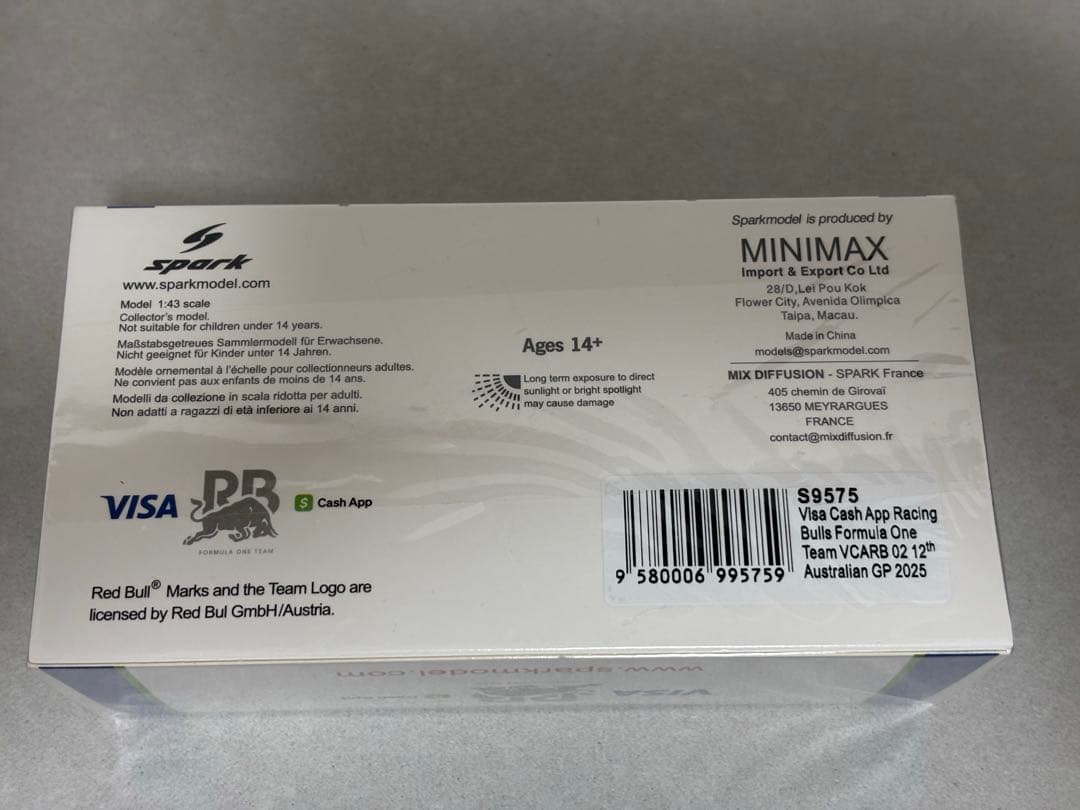 spark
www.sparkmodel.com
Model 1:43 scale
Collector's model.
Not suitable for children under 14 years.
Maßstabsgetreues Sammlermodell für Erwachsene.
Nicht geeignet für Kinder unter 14 Jahren.
Modèle ornemental à l'échelle pour collectionneurs adultes.
Ne convient pas aux enfants de moins de 14 ans.
Modelli da collezione in scala ridotta per adulti.
Non adatti a ragazzi di età inferiore ai 14 anni.
Ages 14+
Long term exposure to direct
sunlight or bright spotlight
may cause damage
Sparkmodel is produced by
MINIMAX
Import & Export Co Ltd
28/D,Lei Pou Kok
Flower City, Avenida Olimpica
Taipa, Macau.
Made in China
models@sparkmodel.com
MIX DIFFUSION - SPARK France
405 chemin de Girovaï
13650 MEYRARGUES
FRANCE
contact@mixdiffusion.fr
VISA
RB
FORMULA ONE TEAM
$ Cash App
Red Bull® Marks and the Team Logo are
licensed by Red Bul GmbH/Austria.
9 580006 995759
S9575
Visa Cash App Racing
Bulls Formula One
Team VCARB 02 12th
Australian GP 2025
www.sparkmodel.com
VISA
RB